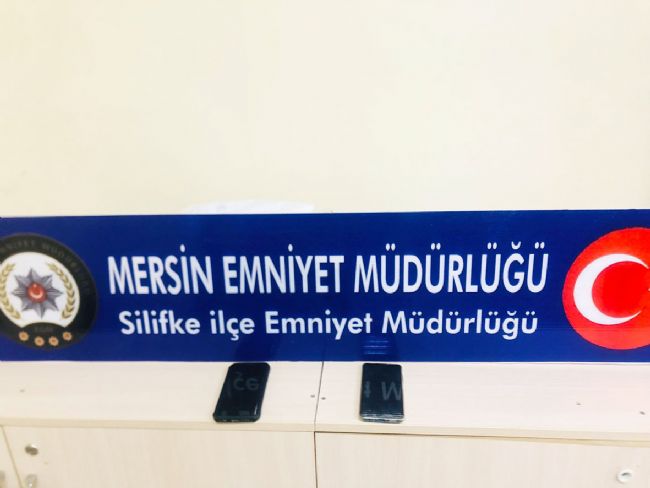 MERSİN EMNİYET MÜDÜRLÜĞÜ
Silifke ilçe Emniyet Müdürlüğü